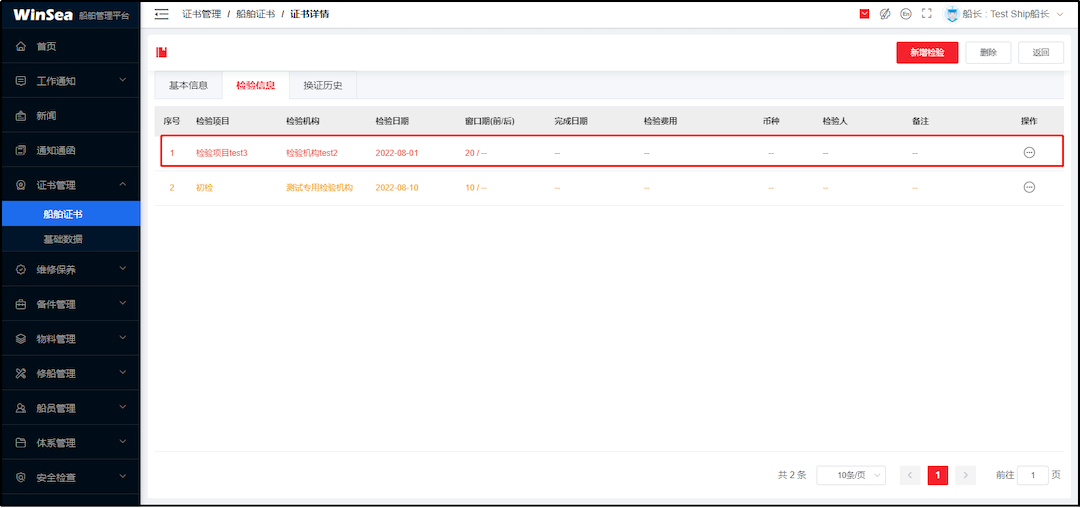 WinSea 船舶管理平台
证书管理 / 船舶证书 / 证书详情
En
船长 : Test Ship船长
首页
工作通知
新闻
通知通函
证书管理
船舶证书
基础数据
维修保养
备件管理
物料管理
修船管理
船员管理
体系管理
安全检查
新增检验 删除 返回
基本信息 检验信息 换证历史
序号 检验项目 检验机构 检验日期 窗口期(前/后) 完成日期 检验费用 币种 检验人 备注 操作
1 检验项目test3 检验机构test2 2022-08-01 20 / -- -- -- -- -- --
2 初检 测试专用检验机构 2022-08-10 10 / -- -- -- -- -- --
共 2 条 10条/页 < 1 > 前往 1 页